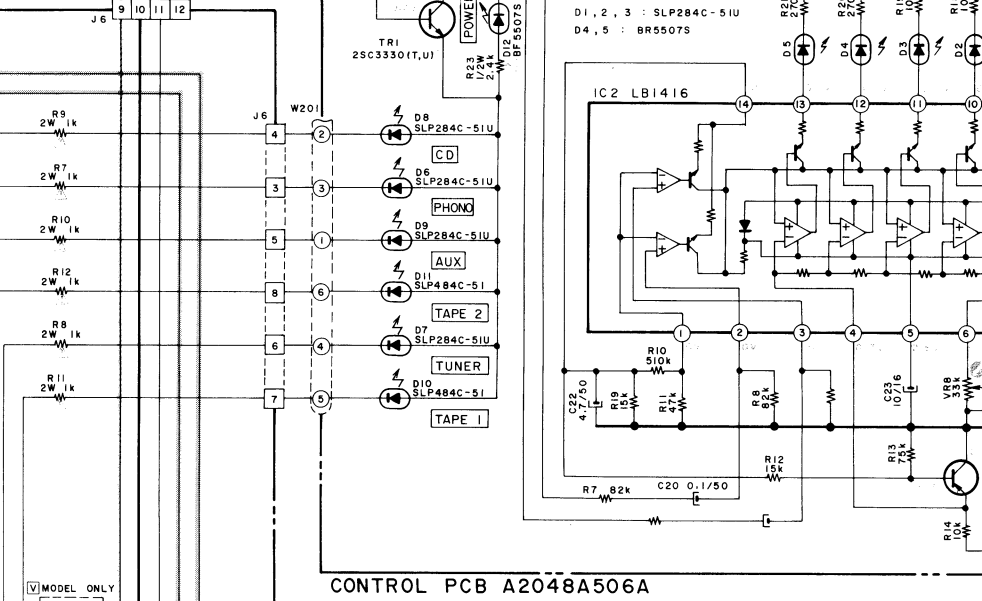 J6
9 10 11 12
TR1
2SC3330(T,U)
POWE
R23
1/2W
2.4k
D12
BF5507S
D1, 2, 3 : SLP284C-51U
D4, 5 : BR5507S
D5
D4
D3
D2
IC2 LB1416
14
13
12
11
10
J6
W201
R9
2W 1k
4
2
D8
SLP284C-51U
CD
R7
2W 1k
3
3
D6
SLP284C-51U
PHONO
R10
2W 1k
5
1
D9
SLP284C-51U
AUX
R12
2W 1k
8
6
D11
SLP484C-51
TAPE 2
R8
2W 1k
6
4
D7
SLP284C-51U
TUNER
R11
2W 1k
7
5
D10
SLP484C-51
TAPE 1
1
2
3
4
5
6
R10
510k
C22
4.7/50
R19
15k
R11
47k
R8
82k
C23
10/16
VR8
33k
R12
15k
R13
75k
R7 82k
C20 0.1/50
R14
10k
V MODEL ONLY
CONTROL PCB A2048A506A